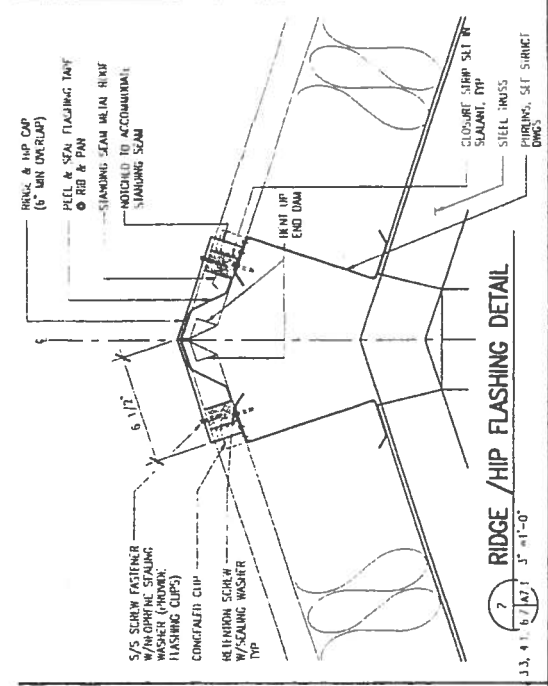 RIDGE & HIP CAP
(6" MIN OVERLAP)
PEEL & SEAL FLASHING TAPE
@ RIB & PAN
STANDING SEAM METAL ROOF
NOTCHED TO ACCOMMODATE
STANDING SEAM
6 1/2"
S/S SCREW FASTENER
W/NEOPRENE SEALING
WASHER (PROVIDE
FLASHING CLIPS)
CONCEALED CLIP
RETENTION SCREW
W/SEALING WASHER
TYP
BENT UP
END DAM
CLOSURE STRIP SET IN
SEALANT, TYP
STEEL TRUSS
PURLINS, SEE STRUCT
DWGS
7
RIDGE /HIP FLASHING DETAIL
A7.1
3" =1'-0"